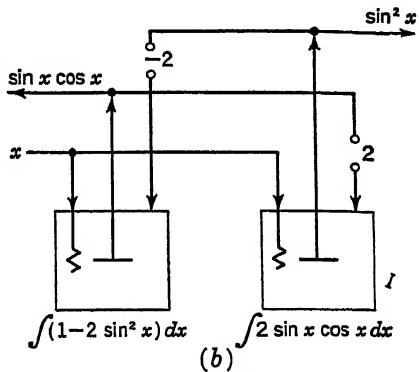 sin² x
−2
sin x cos x
x
2
I
∫(1−2 sin² x) dx
∫2 sin x cos x dx
(b)